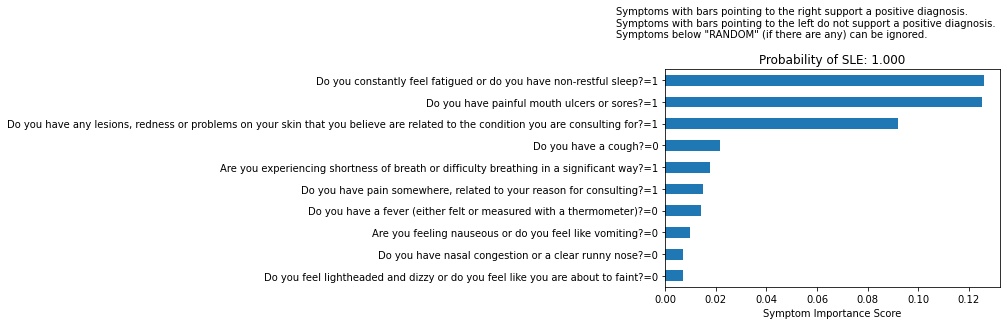 Symptoms with bars pointing to the right support a positive diagnosis.
Symptoms with bars pointing to the left do not support a positive diagnosis.
Symptoms below "RANDOM" (if there are any) can be ignored.
Probability of SLE: 1.000
Do you constantly feel fatigued or do you have non-restful sleep?=1
Do you have painful mouth ulcers or sores?=1
Do you have any lesions, redness or problems on your skin that you believe are related to the condition you are consulting for?=1
Do you have a cough?=0
Are you experiencing shortness of breath or difficulty breathing in a significant way?=1
Do you have pain somewhere, related to your reason for consulting?=1
Do you have a fever (either felt or measured with a thermometer)?=0
Are you feeling nauseous or do you feel like vomiting?=0
Do you have nasal congestion or a clear runny nose?=0
Do you feel lightheaded and dizzy or do you feel like you are about to faint?=0
0.00 0.02 0.04 0.06 0.08 0.10 0.12
Symptom Importance Score